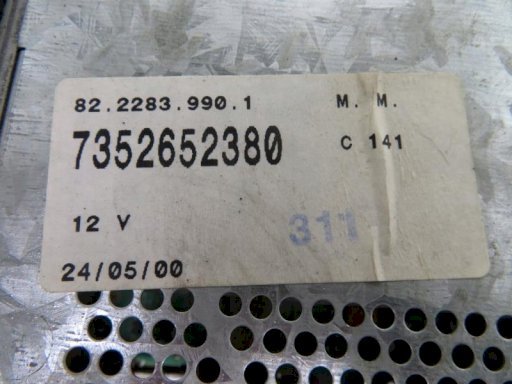 82.2283.990.1 M. M.
7352652380 C 141
12 V 311
24/05/00